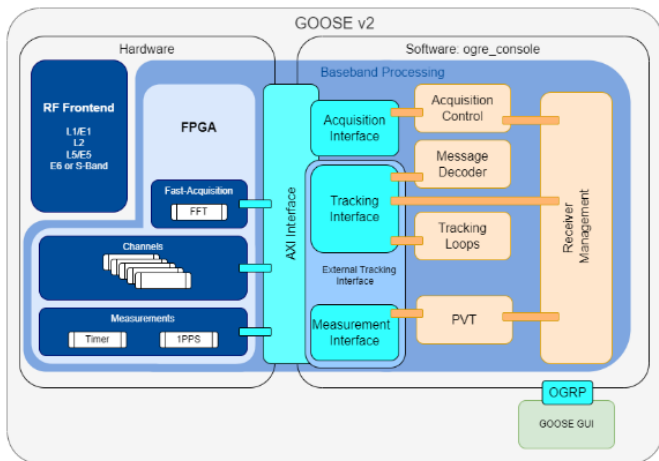 GOOSE v2
Hardware
Software: ogre_console
Baseband Processing
RF Frontend
L1/E1
L2
L5/E5
E6 or S-Band
FPGA
Fast-Acquisition
FFT
Channels
Measurements
Timer
1PPS
AXI Interface
Acquisition
Interface
Tracking
Interface
External Tracking
Interface
Measurement
Interface
Acquisition
Control
Message
Decoder
Tracking
Loops
PVT
Receiver
Management
OGRP
GOOSE GUI